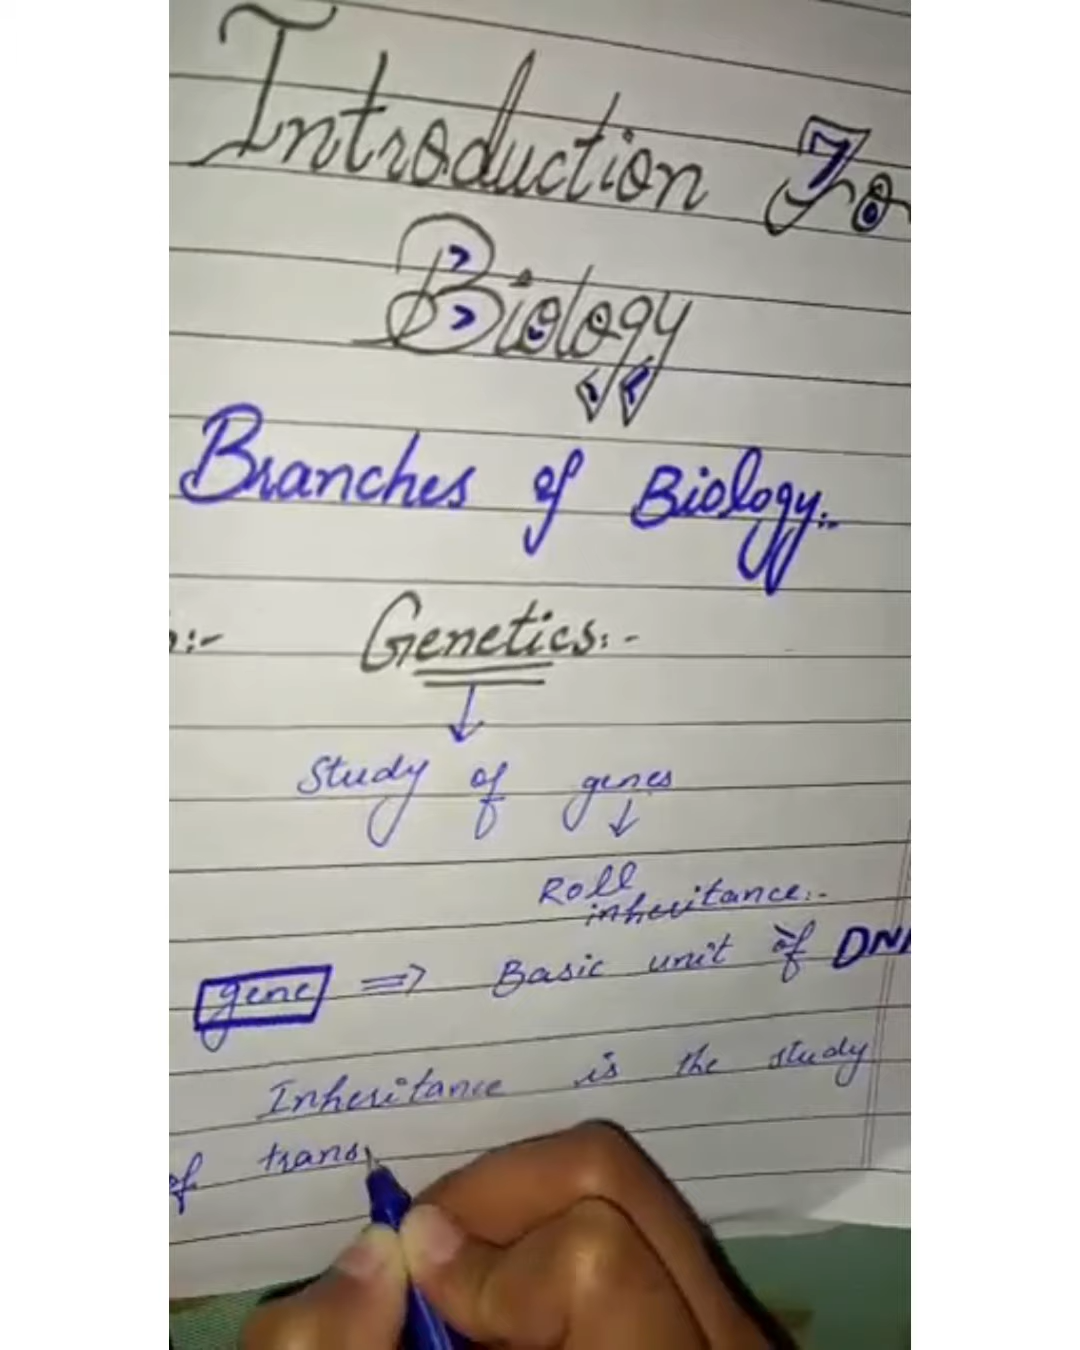 Introduction To
Biology
Branches of Biology:-
:- Genetics:-
Study of genes
Roll
inheritance:-
gene ⇒ Basic unit of DNA
Inheritance is the study
of trans